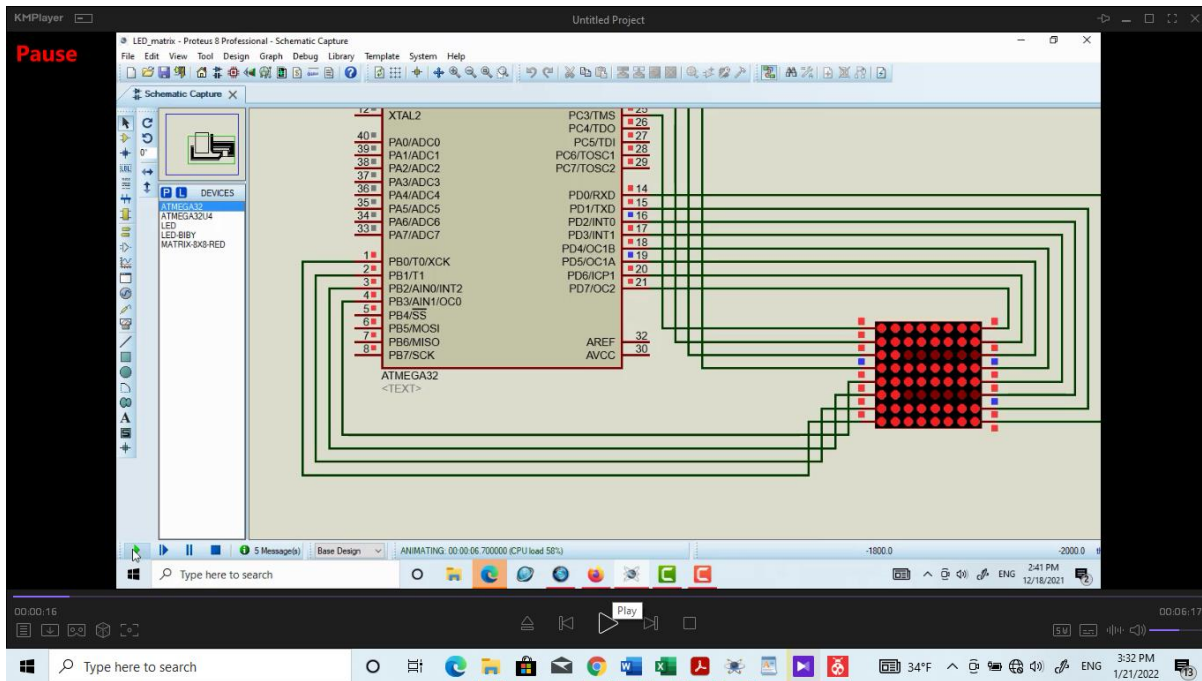 KMPlayer
Untitled Project
Pause
LED_matrix - Proteus 8 Professional - Schematic Capture
File Edit View Tool Design Graph Debug Library Template System Help
Schematic Capture X
0°
P L DEVICES
ATMEGA32
ATMEGA32U4
LED
LED-BIBY
MATRIX-8X8-RED
12 XTAL2
40 PA0/ADC0
39 PA1/ADC1
38 PA2/ADC2
37 PA3/ADC3
36 PA4/ADC4
35 PA5/ADC5
34 PA6/ADC6
33 PA7/ADC7
1 PB0/T0/XCK
2 PB1/T1
3 PB2/AIN0/INT2
4 PB3/AIN1/OC0
5 PB4/SS
6 PB5/MOSI
7 PB6/MISO
8 PB7/SCK
PC3/TMS 25
PC4/TDO 26
PC5/TDI 27
PC6/TOSC1 28
PC7/TOSC2 29
PD0/RXD 14
PD1/TXD 15
PD2/INT0 16
PD3/INT1 17
PD4/OC1B 18
PD5/OC1A 19
PD6/ICP1 20
PD7/OC2 21
AREF 32
AVCC 30
ATMEGA32
<TEXT>
5 Message(s) Base Design ANIMATING: 00:00:06.700000 (CPU load 58%) -1800.0 -2000.0
Type here to search
ENG
2:41 PM
12/18/2021
2
00:00:16
Play
00:06:17
Type here to search
34°F
ENG
3:32 PM
1/21/2022
13